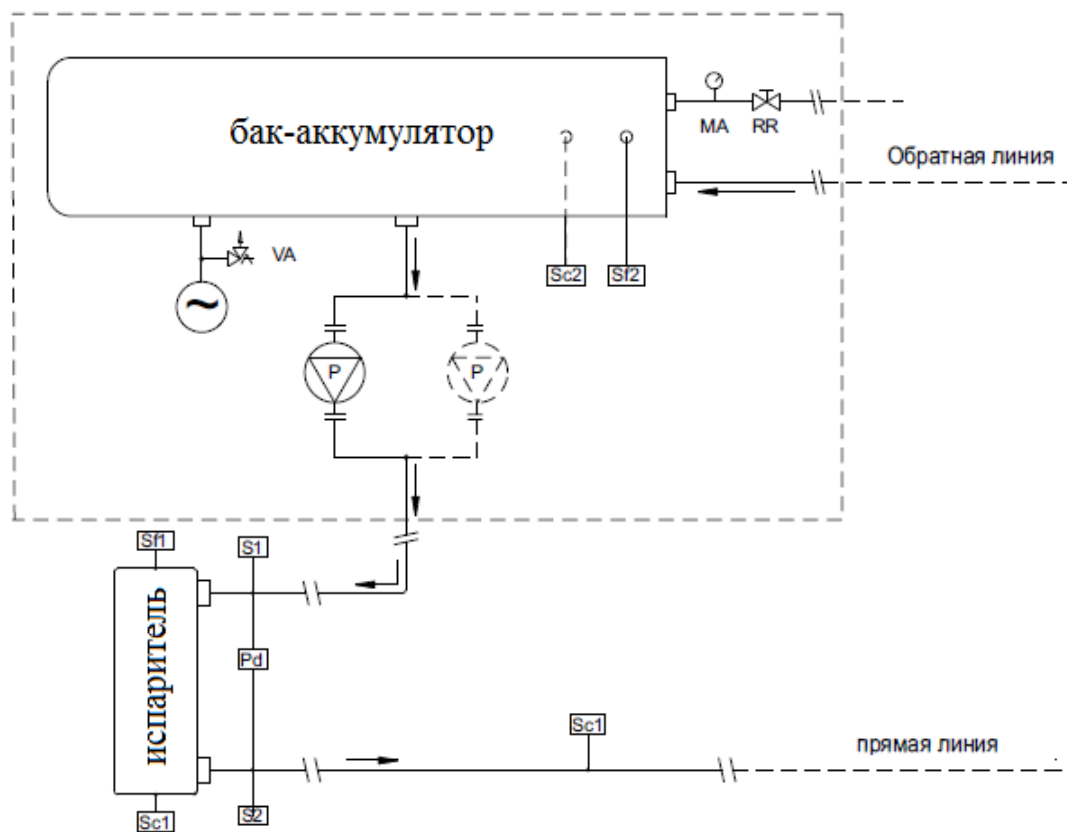 бак-аккумулятор
MA
RR
Обратная линия
VA
Sc2
Sf2
~
P
P
Sf1
S1
испаритель
Pd
Sc1
прямая линия
Sc1
S2